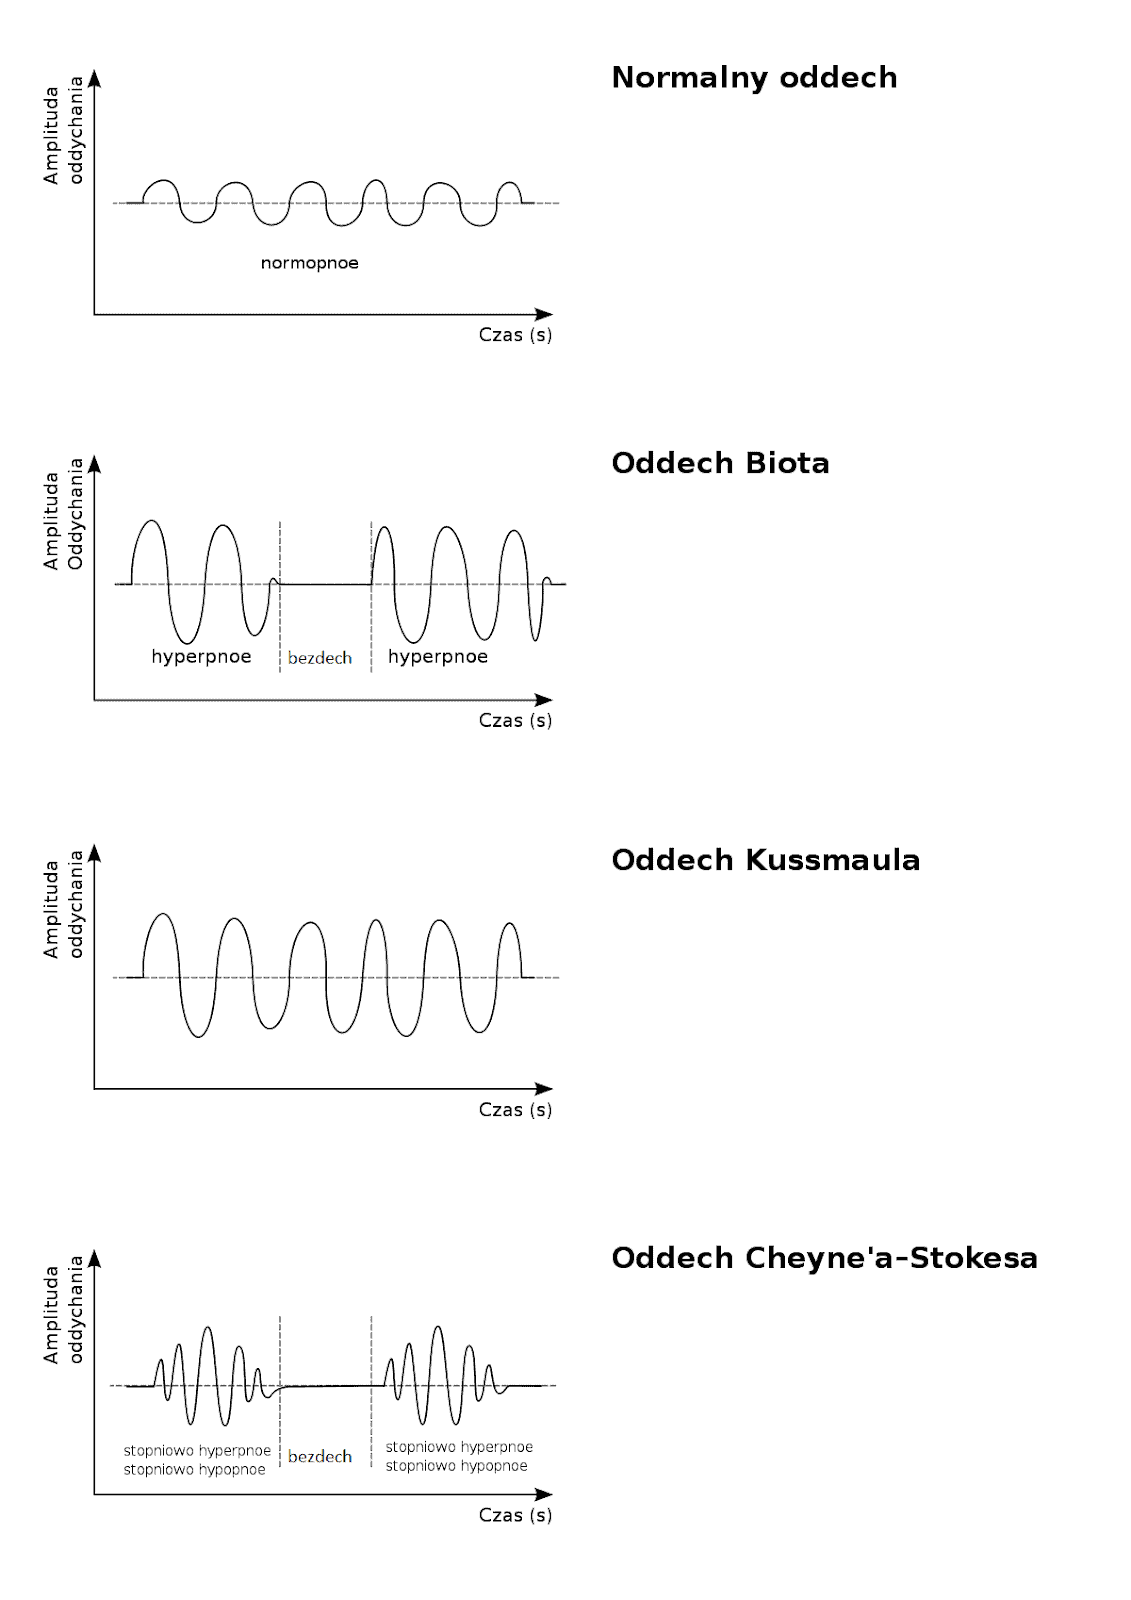 Normalny oddech
Amplituda
oddychania
normopnoe
Czas (s)
Oddech Biota
Amplituda
Oddychania
hyperpnoe
bezdech
hyperpnoe
Czas (s)
Oddech Kussmaula
Amplituda
oddychania
Czas (s)
Oddech Cheyne'a–Stokesa
Amplituda
oddychania
stopniowo hyperpnoe
stopniowo hypopnoe
bezdech
stopniowo hyperpnoe
stopniowo hypopnoe
Czas (s)